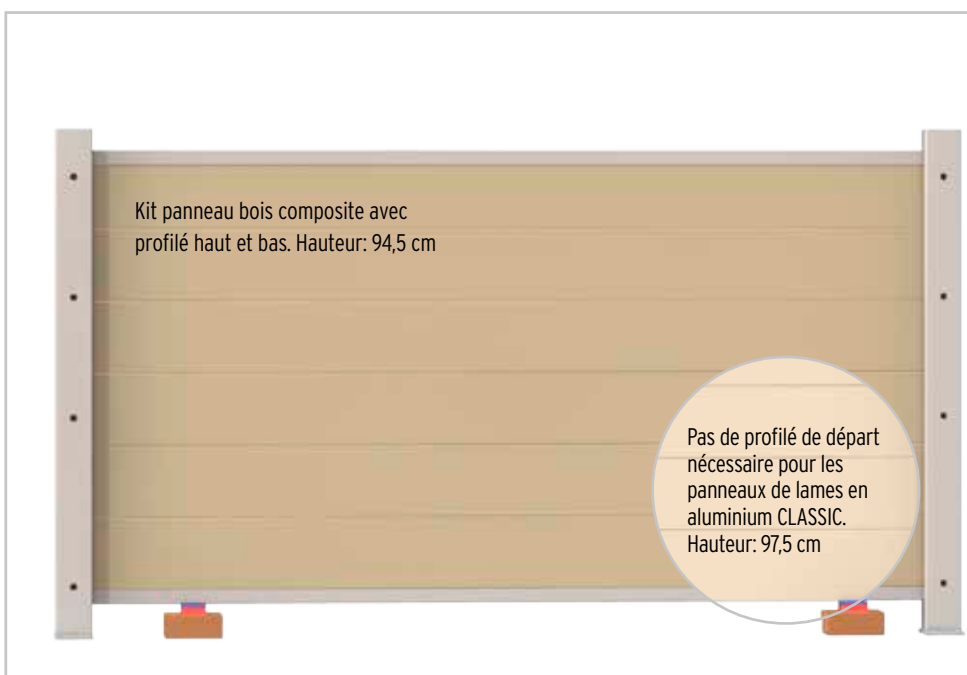 Kit panneau bois composite avec
profilé haut et bas. Hauteur: 94,5 cm
Pas de profilé de départ
nécessaire pour les
panneaux de lames en
aluminium CLASSIC.
Hauteur: 97,5 cm